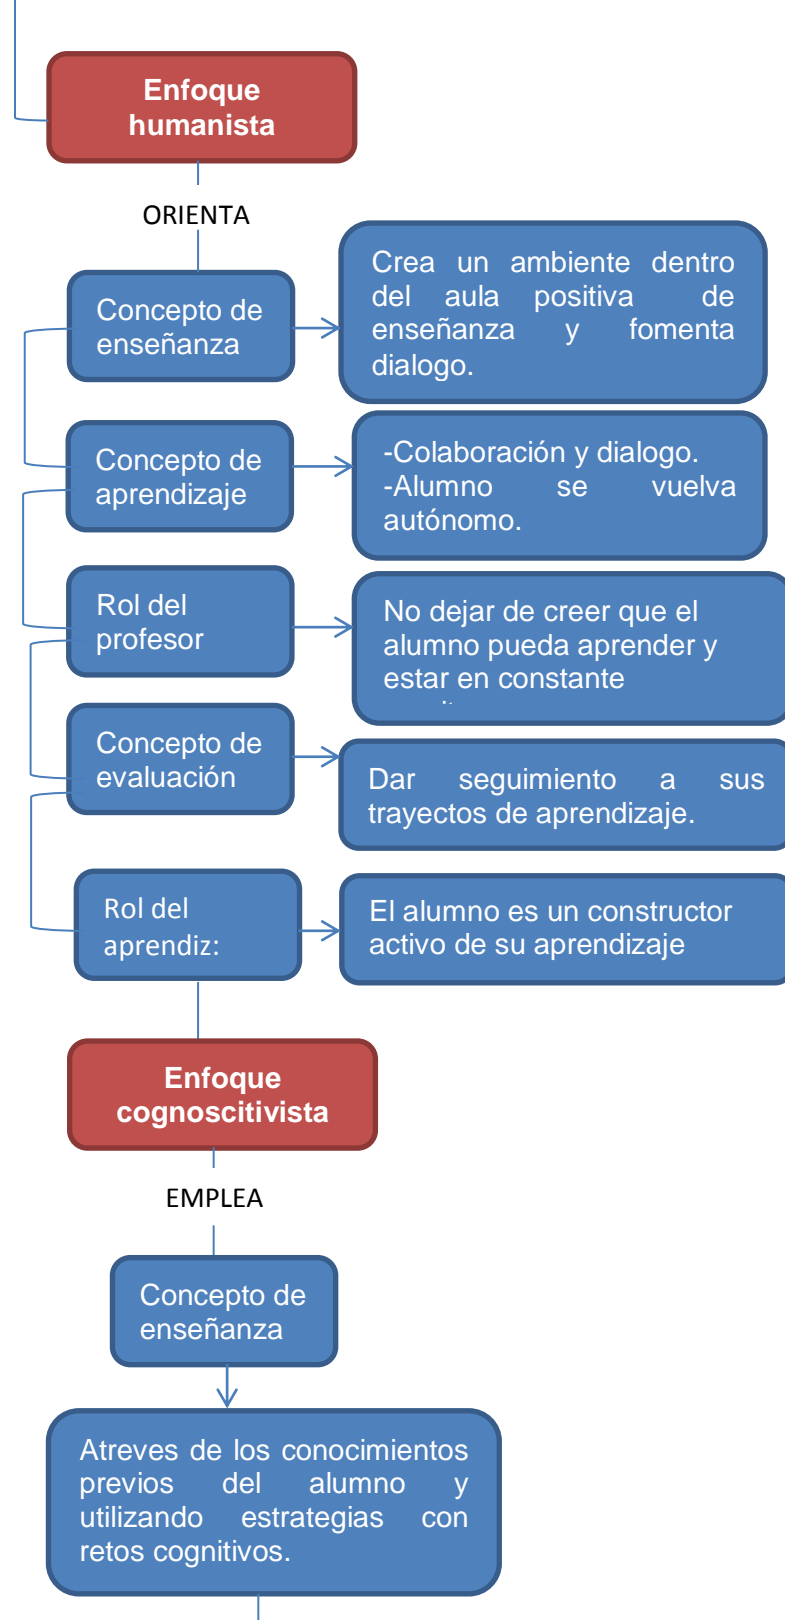 Enfoque
humanista
ORIENTA
Concepto de
enseñanza
Crea un ambiente dentro
del aula positiva de
enseñanza y fomenta
dialogo.
Concepto de
aprendizaje
-Colaboración y dialogo.
-Alumno se vuelva
autónomo.
Rol del
profesor
No dejar de creer que el
alumno pueda aprender y
estar en constante
Concepto de
evaluación
Dar seguimiento a sus
trayectos de aprendizaje.
Rol del
aprendiz:
El alumno es un constructor
activo de su aprendizaje
Enfoque
cognoscitivista
EMPLEA
Concepto de
enseñanza
Atreves de los conocimientos
previos del alumno y
utilizando estrategias con
retos cognitivos.